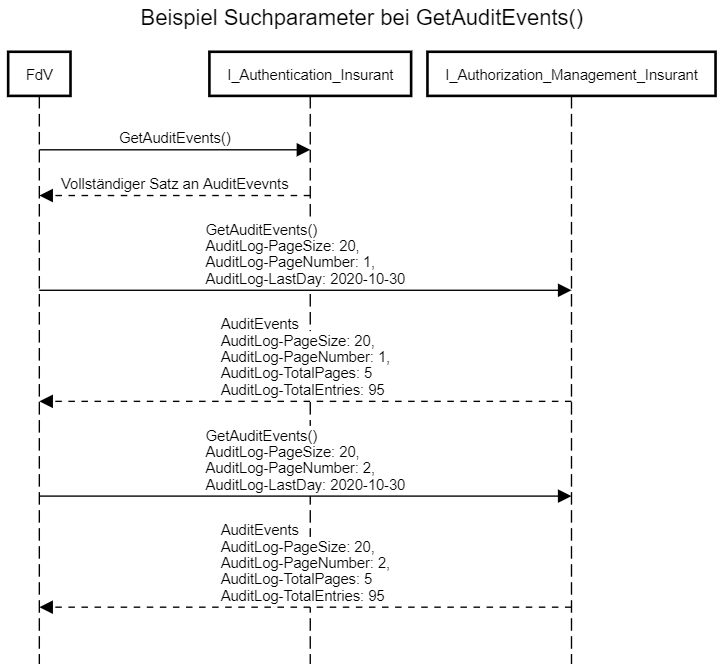 Beispiel Suchparameter bei GetAuditEvents()
FdV
I_Authentication_Insurant
I_Authorization_Management_Insurant
GetAuditEvents()
Vollständiger Satz an AuditEvevnts
GetAuditEvents()
AuditLog-PageSize: 20,
AuditLog-PageNumber: 1,
AuditLog-LastDay: 2020-10-30
AuditEvents
AuditLog-PageSize: 20,
AuditLog-PageNumber: 1,
AuditLog-TotalPages: 5
AuditLog-TotalEntries: 95
GetAuditEvents()
AuditLog-PageSize: 20,
AuditLog-PageNumber: 2,
AuditLog-LastDay: 2020-10-30
AuditEvents
AuditLog-PageSize: 20,
AuditLog-PageNumber: 2,
AuditLog-TotalPages: 5
AuditLog-TotalEntries: 95